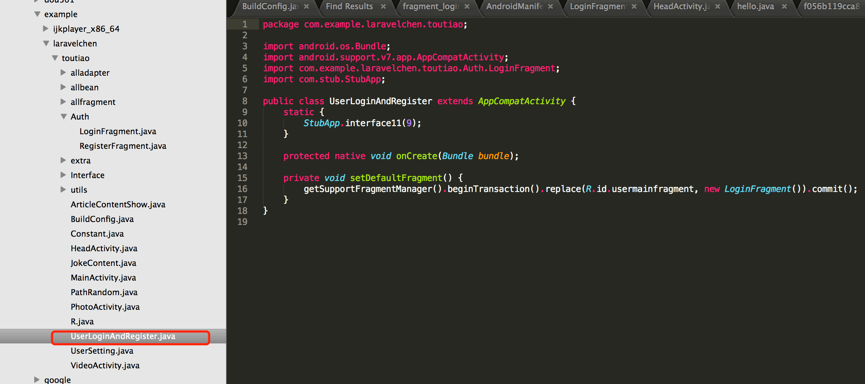 doudou1
example
ijkplayer_x86_64
laravelchen
toutiao
alladapter
allbean
allfragment
Auth
LoginFragment.java
RegisterFragment.java
extra
Interface
utils
ArticleContentShow.java
BuildConfig.java
Constant.java
HeadActivity.java
JokeContent.java
MainActivity.java
PathRandom.java
PhotoActivity.java
R.java
UserLoginAndRegister.java
UserSetting.java
VideoActivity.java
google
BuildConfig.jav × Find Results × fragment_logi × AndroidManife × LoginFragmen × HeadActivity.ja × hello.java × f056b119cca8
1 package com.example.laravelchen.toutiao;
2
3 import android.os.Bundle;
4 import android.support.v7.app.AppCompatActivity;
5 import com.example.laravelchen.toutiao.Auth.LoginFragment;
6 import com.stub.StubApp;
7
8 public class UserLoginAndRegister extends AppCompatActivity {
9 static {
10 StubApp.interface11(9);
11 }
12
13 protected native void onCreate(Bundle bundle);
14
15 private void setDefaultFragment() {
16 getSupportFragmentManager().beginTransaction().replace(R.id.usermainfragment, new LoginFragment()).commit();
17 }
18 }
19